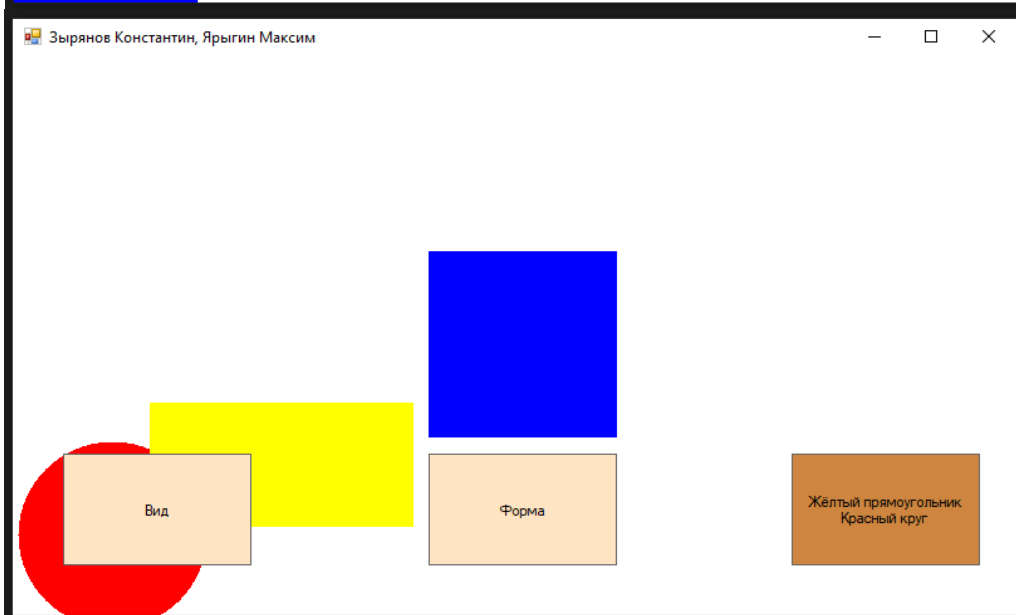 Зырянов Константин, Ярыгин Максим
Вид
Форма
Жёлтый прямоугольник
Красный круг